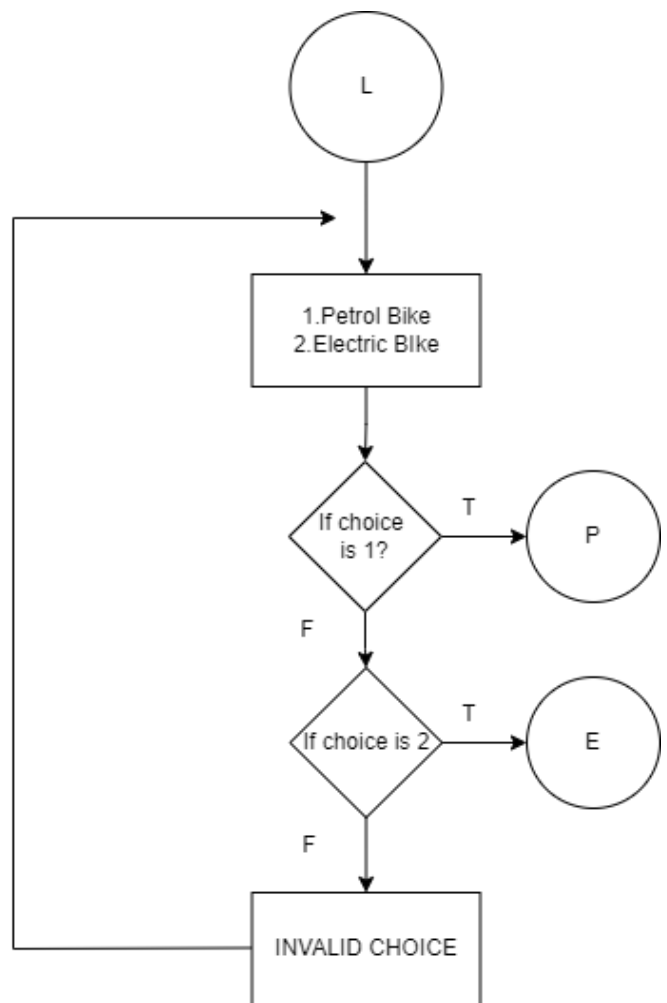 L
1.Petrol Bike
2.Electric BIke
If choice
is 1?
T
P
F
If choice is 2
T
E
F
INVALID CHOICE